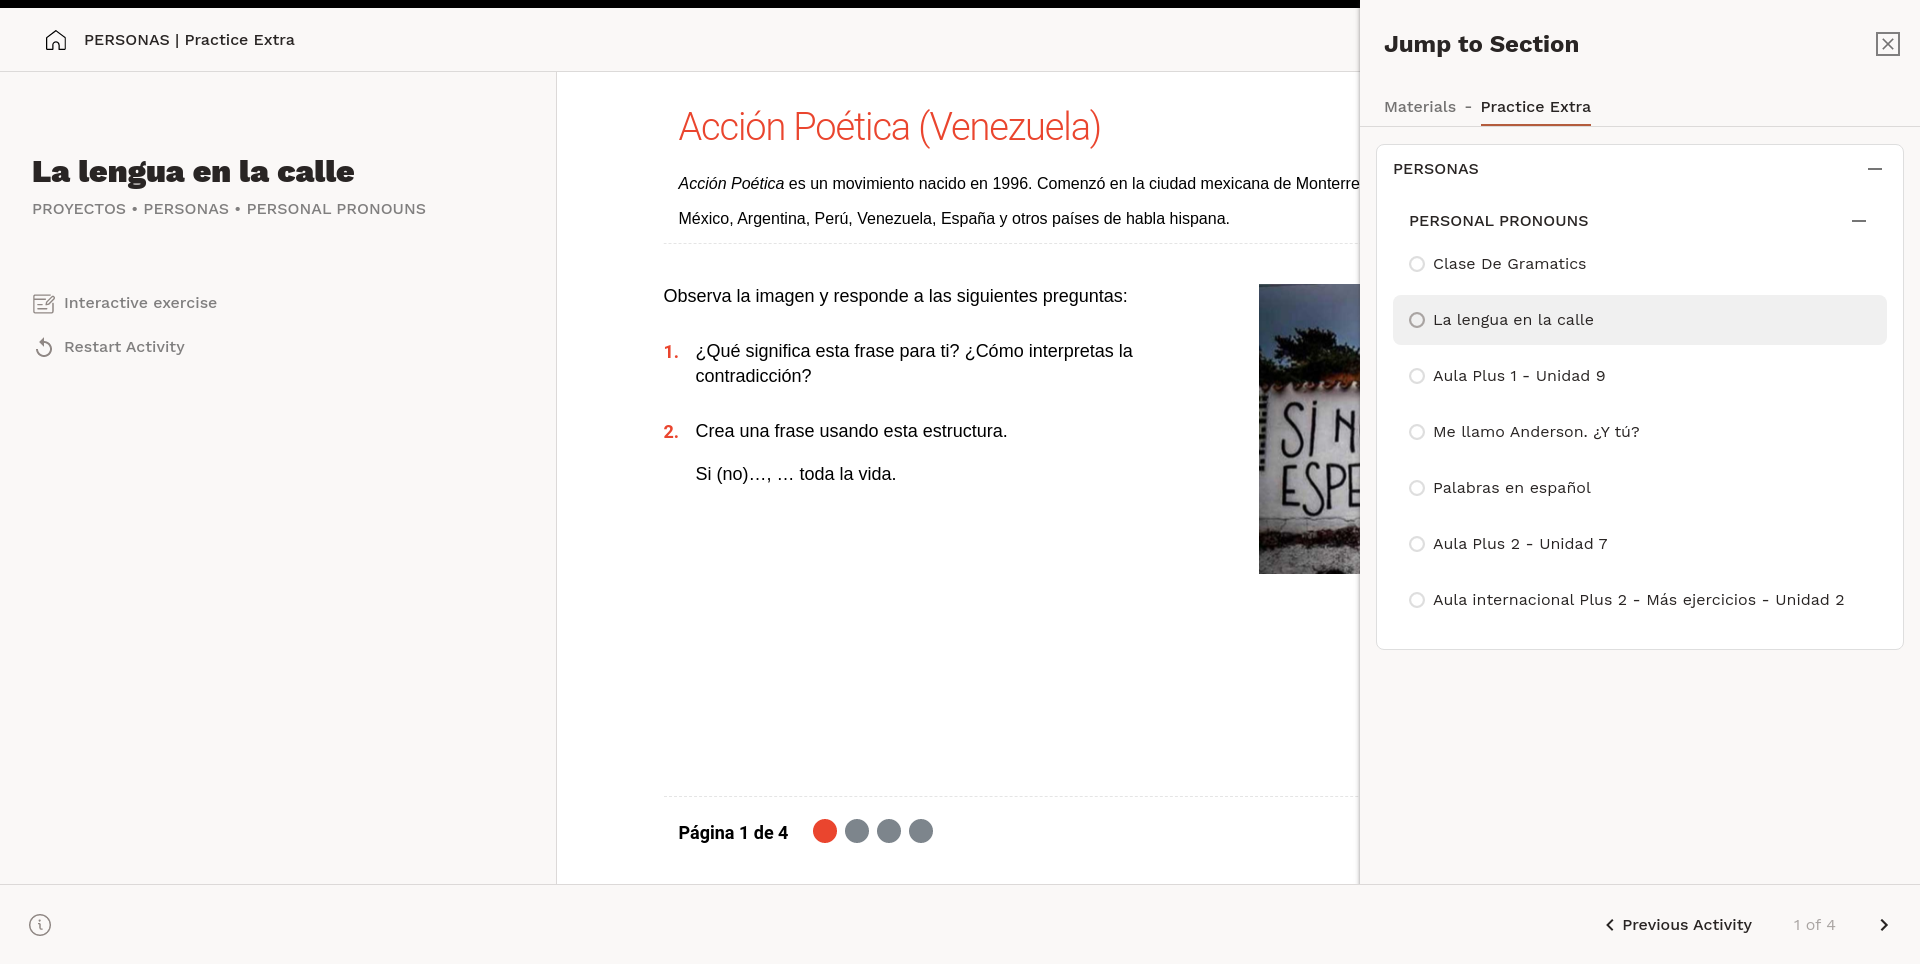 PERSONAS | Practice Extra
La lengua en la calle
PROYECTOS • PERSONAS • PERSONAL PRONOUNS
Interactive exercise
Restart Activity
Acción Poética (Venezuela)
Acción Poética es un movimiento nacido en 1996. Comenzó en la ciudad mexicana de Monterre
México, Argentina, Perú, Venezuela, España y otros países de habla hispana.
Observa la imagen y responde a las siguientes preguntas:
1. ¿Qué significa esta frase para ti? ¿Cómo interpretas la
contradicción?
2. Crea una frase usando esta estructura.
Si (no)…, … toda la vida.
SI N
ESPE
Página 1 de 4
Jump to Section
Materials - Practice Extra
PERSONAS
PERSONAL PRONOUNS
Clase De Gramatics
La lengua en la calle
Aula Plus 1 - Unidad 9
Me llamo Anderson. ¿Y tú?
Palabras en español
Aula Plus 2 - Unidad 7
Aula internacional Plus 2 - Más ejercicios - Unidad 2
Previous Activity
1 of 4